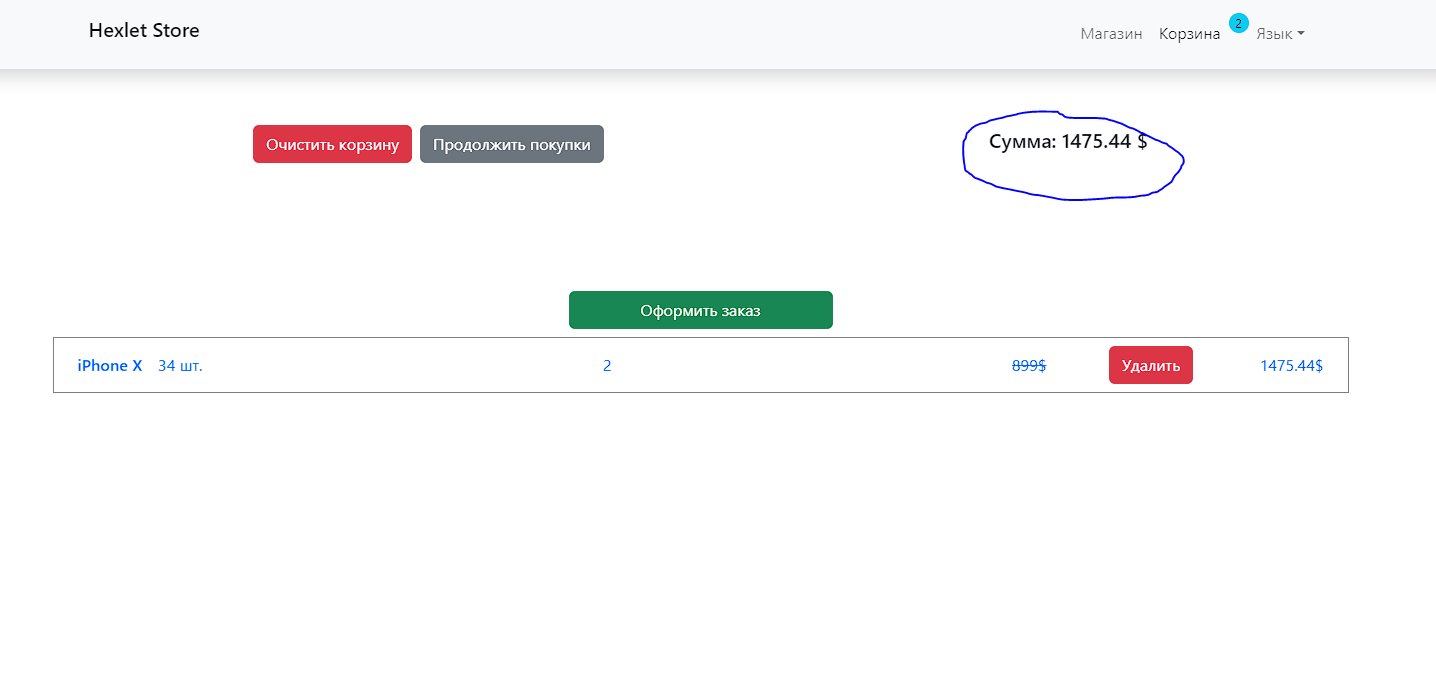 Hexlet Store
Магазин Корзина 2 Язык
Очистить корзину Продолжить покупки Сумма: 1475.44 $
Оформить заказ
iPhone X 34 шт. 2 899$ Удалить 1475.44$